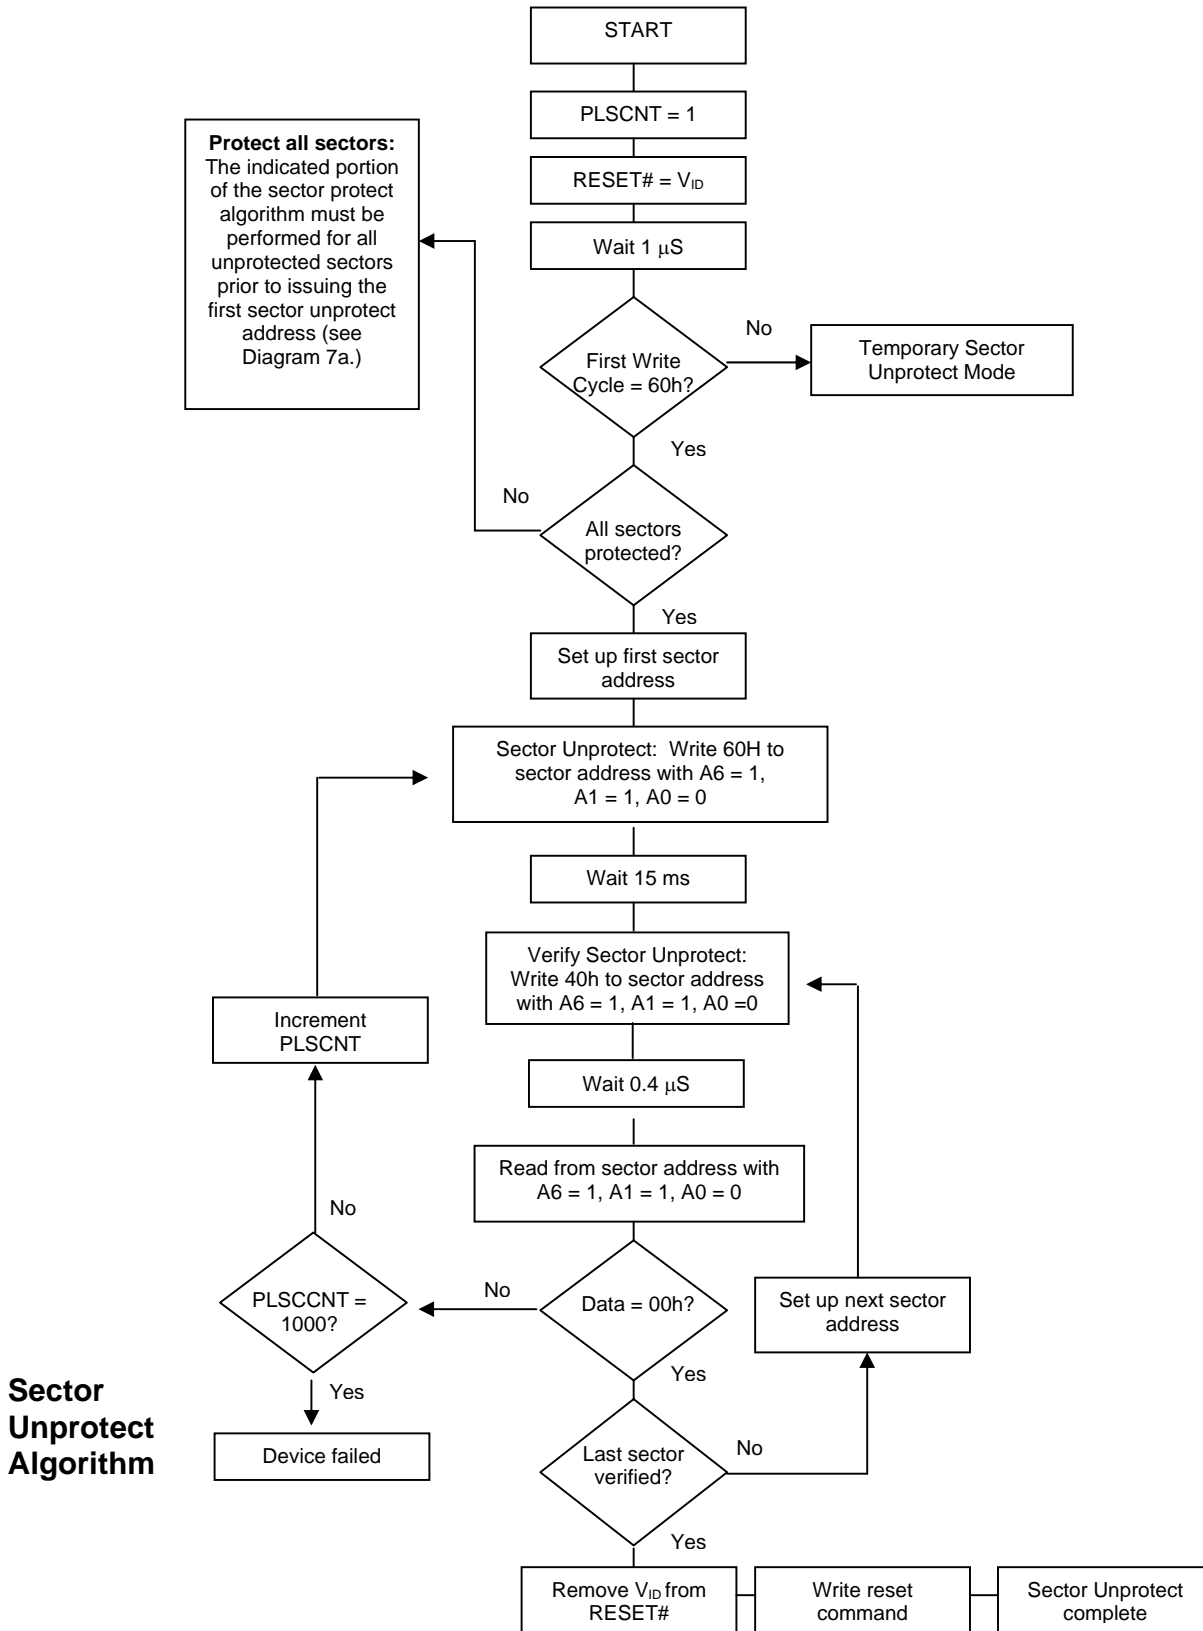 START
PLSCNT = 1
RESET# = VID
Wait 1 μS
Protect all sectors:
The indicated portion
of the sector protect
algorithm must be
performed for all
unprotected sectors
prior to issuing the
first sector unprotect
address (see
Diagram 7a.)
First Write
Cycle = 60h?
No
Temporary Sector
Unprotect Mode
Yes
No
All sectors
protected?
Yes
Set up first sector
address
Sector Unprotect: Write 60H to
sector address with A6 = 1,
A1 = 1, A0 = 0
Wait 15 ms
Verify Sector Unprotect:
Write 40h to sector address
with A6 = 1, A1 = 1, A0 =0
Increment
PLSCNT
Wait 0.4 μS
Read from sector address with
A6 = 1, A1 = 1, A0 = 0
No
PLSCCNT =
1000?
No
Data = 00h?
Set up next sector
address
Yes
Yes
Sector
Unprotect
Algorithm
Device failed
Last sector
verified?
No
Yes
Remove VID from
RESET#
Write reset
command
Sector Unprotect
complete